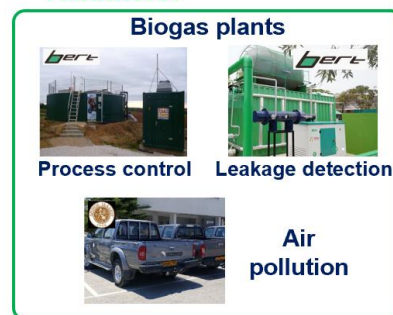 Biogas plants
bert
bert
Process control
Leakage detection
Air
pollution